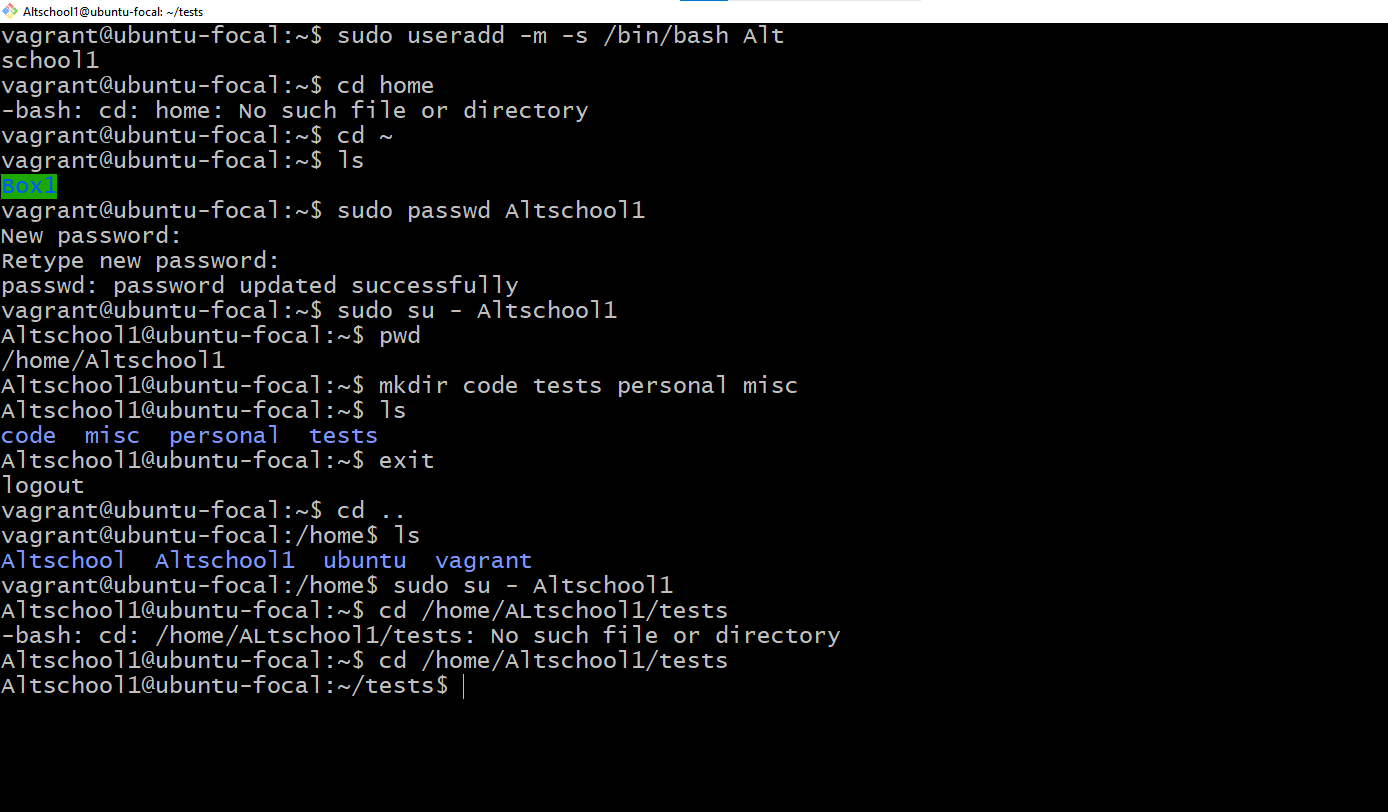 Altschool1@ubuntu-focal: ~/tests
vagrant@ubuntu-focal:~$ sudo useradd -m -s /bin/bash Alt
school1
vagrant@ubuntu-focal:~$ cd home
-bash: cd: home: No such file or directory
vagrant@ubuntu-focal:~$ cd ~
vagrant@ubuntu-focal:~$ ls
Box1
vagrant@ubuntu-focal:~$ sudo passwd Altschool1
New password:
Retype new password:
passwd: password updated successfully
vagrant@ubuntu-focal:~$ sudo su - Altschool1
Altschool1@ubuntu-focal:~$ pwd
/home/Altschool1
Altschool1@ubuntu-focal:~$ mkdir code tests personal misc
Altschool1@ubuntu-focal:~$ ls
code  misc  personal  tests
Altschool1@ubuntu-focal:~$ exit
logout
vagrant@ubuntu-focal:~$ cd ..
vagrant@ubuntu-focal:/home$ ls
Altschool  Altschool1  ubuntu  vagrant
vagrant@ubuntu-focal:/home$ sudo su - Altschool1
Altschool1@ubuntu-focal:~$ cd /home/ALtschool1/tests
-bash: cd: /home/ALtschool1/tests: No such file or directory
Altschool1@ubuntu-focal:~$ cd /home/Altschool1/tests
Altschool1@ubuntu-focal:~/tests$